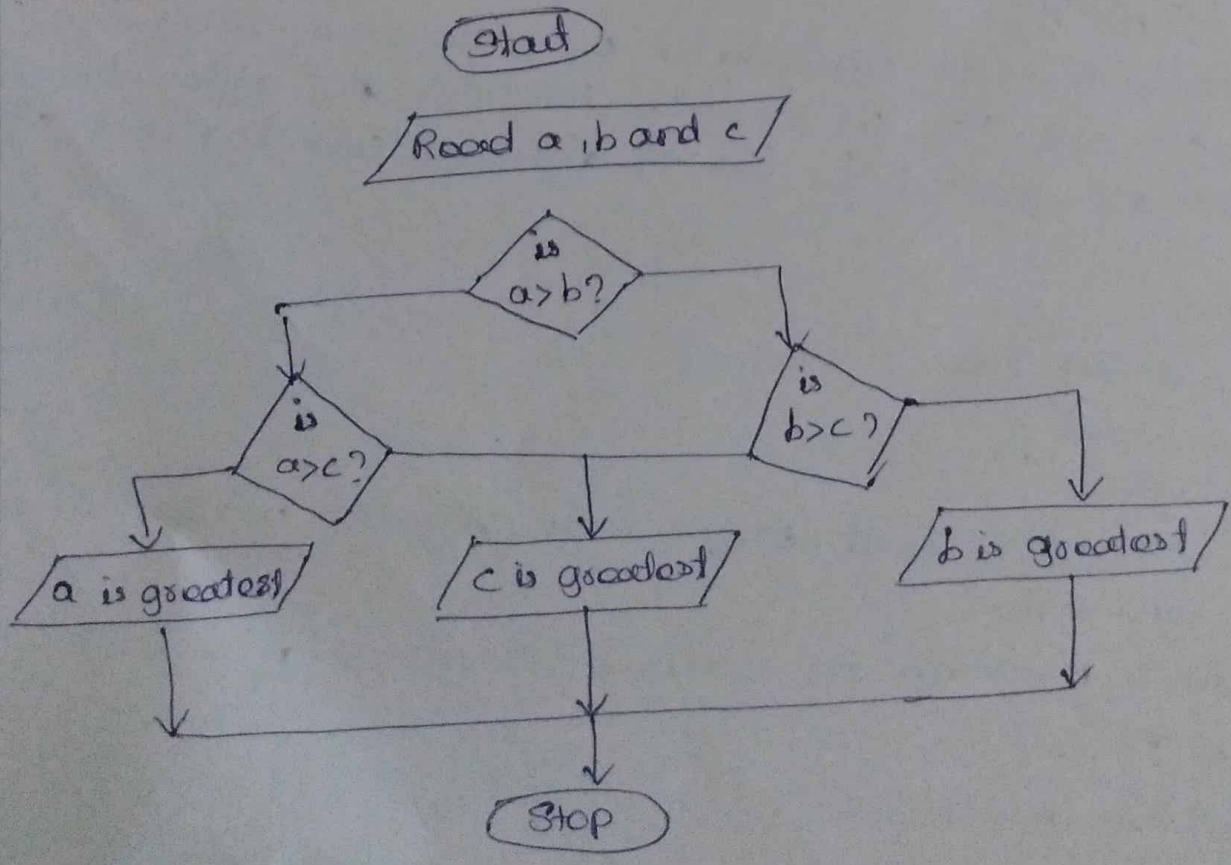 Start
Read a, b and c
is
a>b?
is
a>c?
is
b>c?
a is greatest
c is greatest
b is greatest
Stop